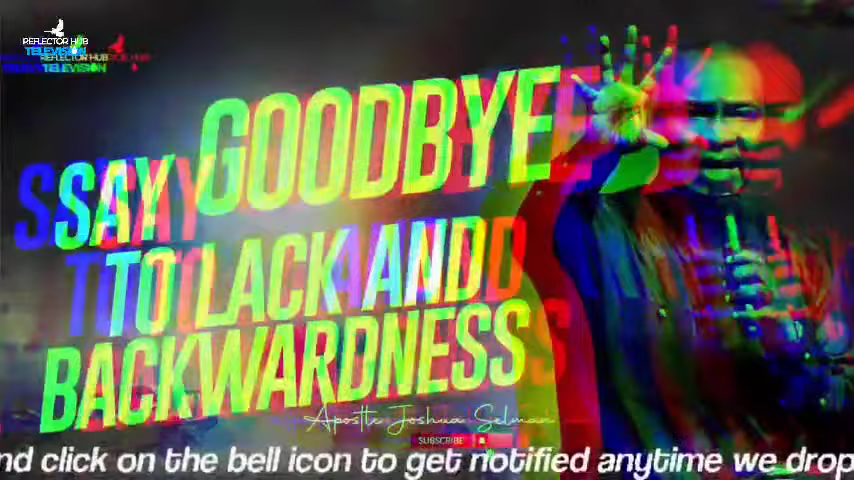 REFLECTOR HUB
TELEVISION
SAY GOODBYE
TO LACK AND
BACKWARDNESS
Apostle Joshua Selman
SUBSCRIBE
nd click on the bell icon to get notified anytime we drop